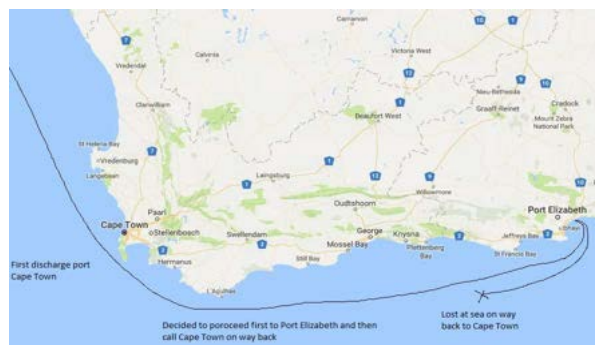 Carnarvon
Victoria West
Calvinia
Vredendal
Nieu-Bethesda
Clanwilliam
Beaufort West
Graaff-Reinet
Cradock
Mount Zebra
National Park
St Helena Bay
Vredenburg
Langebaan
Laingsburg
Willowmore
Paarl
Oudtshoorn
Port Elizabeth
Cape Town
Stellenbosch
Swellendam
George
Knysna
Jeffreys Bay
Hermanus
Mossel Bay
Plettenberg
Bay
St Francis Bay
Still Bay
L'Agulhas
First discharge port
Cape Town
Decided to poroceed first to Port Elizabeth and then
call Cape Town on way back
Lost at sea on way
back to Cape Town